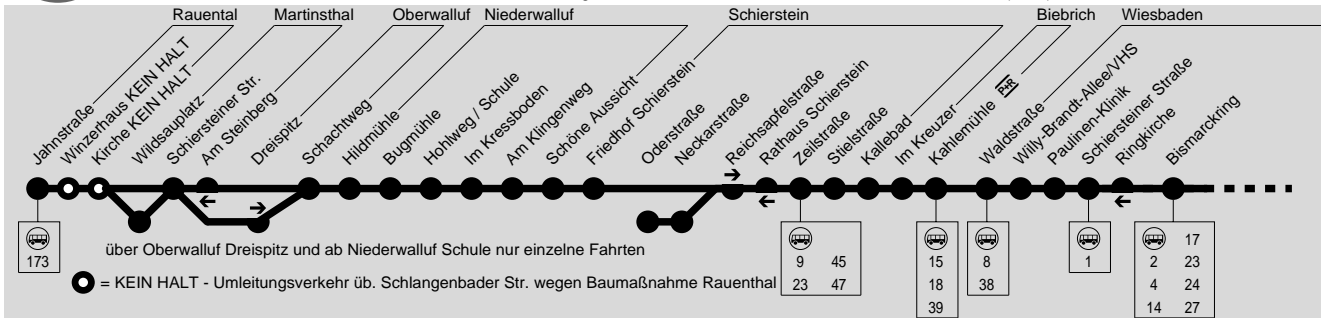 Rauental Martinsthal Oberwalluf Niederwalluf Schierstein Biebrich Wiesbaden
Jahnstraße
Winzerhaus KEIN HALT
Kirche KEIN HALT
Wildsauplatz
Schiersteiner Str.
Am Steinberg
Dreispitz
Schachtweg
Hildmühle
Bugmühle
Hohlweg / Schule
Im Kressboden
Am Klingenweg
Schöne Aussicht
Friedhof Schierstein
Oderstraße
Neckarstraße
Reichsapfelstraße
Rathaus Schierstein
Zeilstraße
Stielstraße
Kallebad
Im Kreuzer
Kahlemühle P+R
Waldstraße
Willy-Brandt-Allee/VHS
Paulinen-Klinik
Schiersteiner Straße
Ringkirche
Bismarckring
173
9 45
23 47
15
18
39
8
38
1
17
2 23
4 24
14 27
über Oberwalluf Dreispitz und ab Niederwalluf Schule nur einzelne Fahrten
= KEIN HALT - Umleitungsverkehr üb. Schlangenbader Str. wegen Baumaßnahme Rauenthal